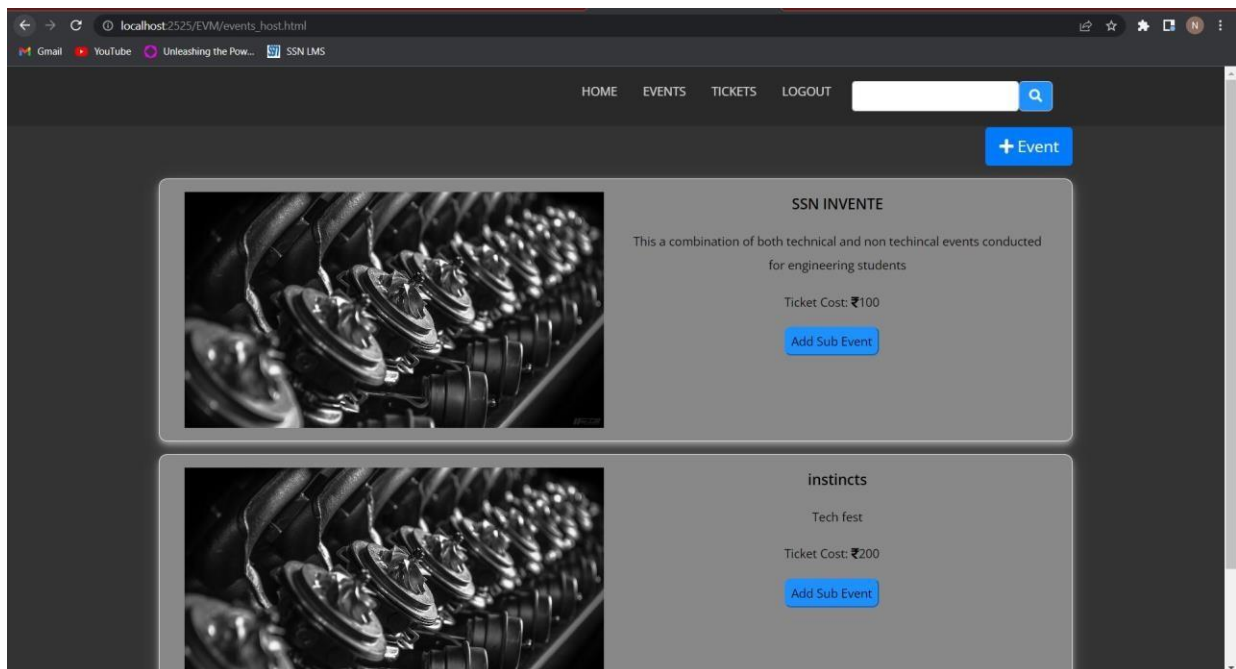 localhost:2525/EVM/events_host.html
N
Gmail YouTube Unleashing the Pow... SSN LMS
HOME EVENTS TICKETS LOGOUT
+ Event
SSN INVENTE
This a combination of both technical and non techincal events conducted
for engineering students
Ticket Cost: ₹100
Add Sub Event
instincts
Tech fest
Ticket Cost: ₹200
Add Sub Event